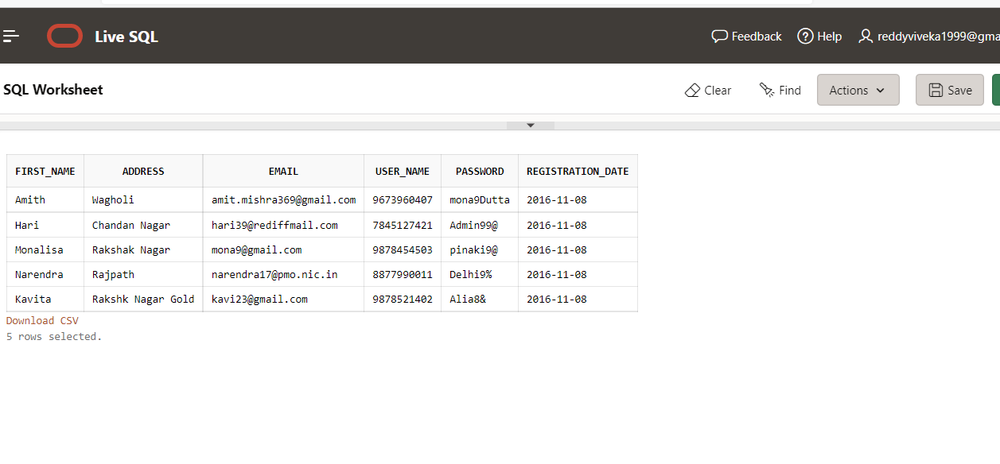 Live SQL Feedback Help reddyviveka1999@gma
SQL Worksheet Clear Find Actions Save
FIRST_NAME ADDRESS EMAIL USER_NAME PASSWORD REGISTRATION_DATE
Amith Wagholi amit.mishra369@gmail.com 9673960407 mona9Dutta 2016-11-08
Hari Chandan Nagar hari39@rediffmail.com 7845127421 Admin99@ 2016-11-08
Monalisa Rakshak Nagar mona9@gmail.com 9878454503 pinaki9@ 2016-11-08
Narendra Rajpath narendra17@pmo.nic.in 8877990011 Delhi9% 2016-11-08
Kavita Rakshk Nagar Gold kavi23@gmail.com 9878521402 Alia8& 2016-11-08
Download CSV
5 rows selected.